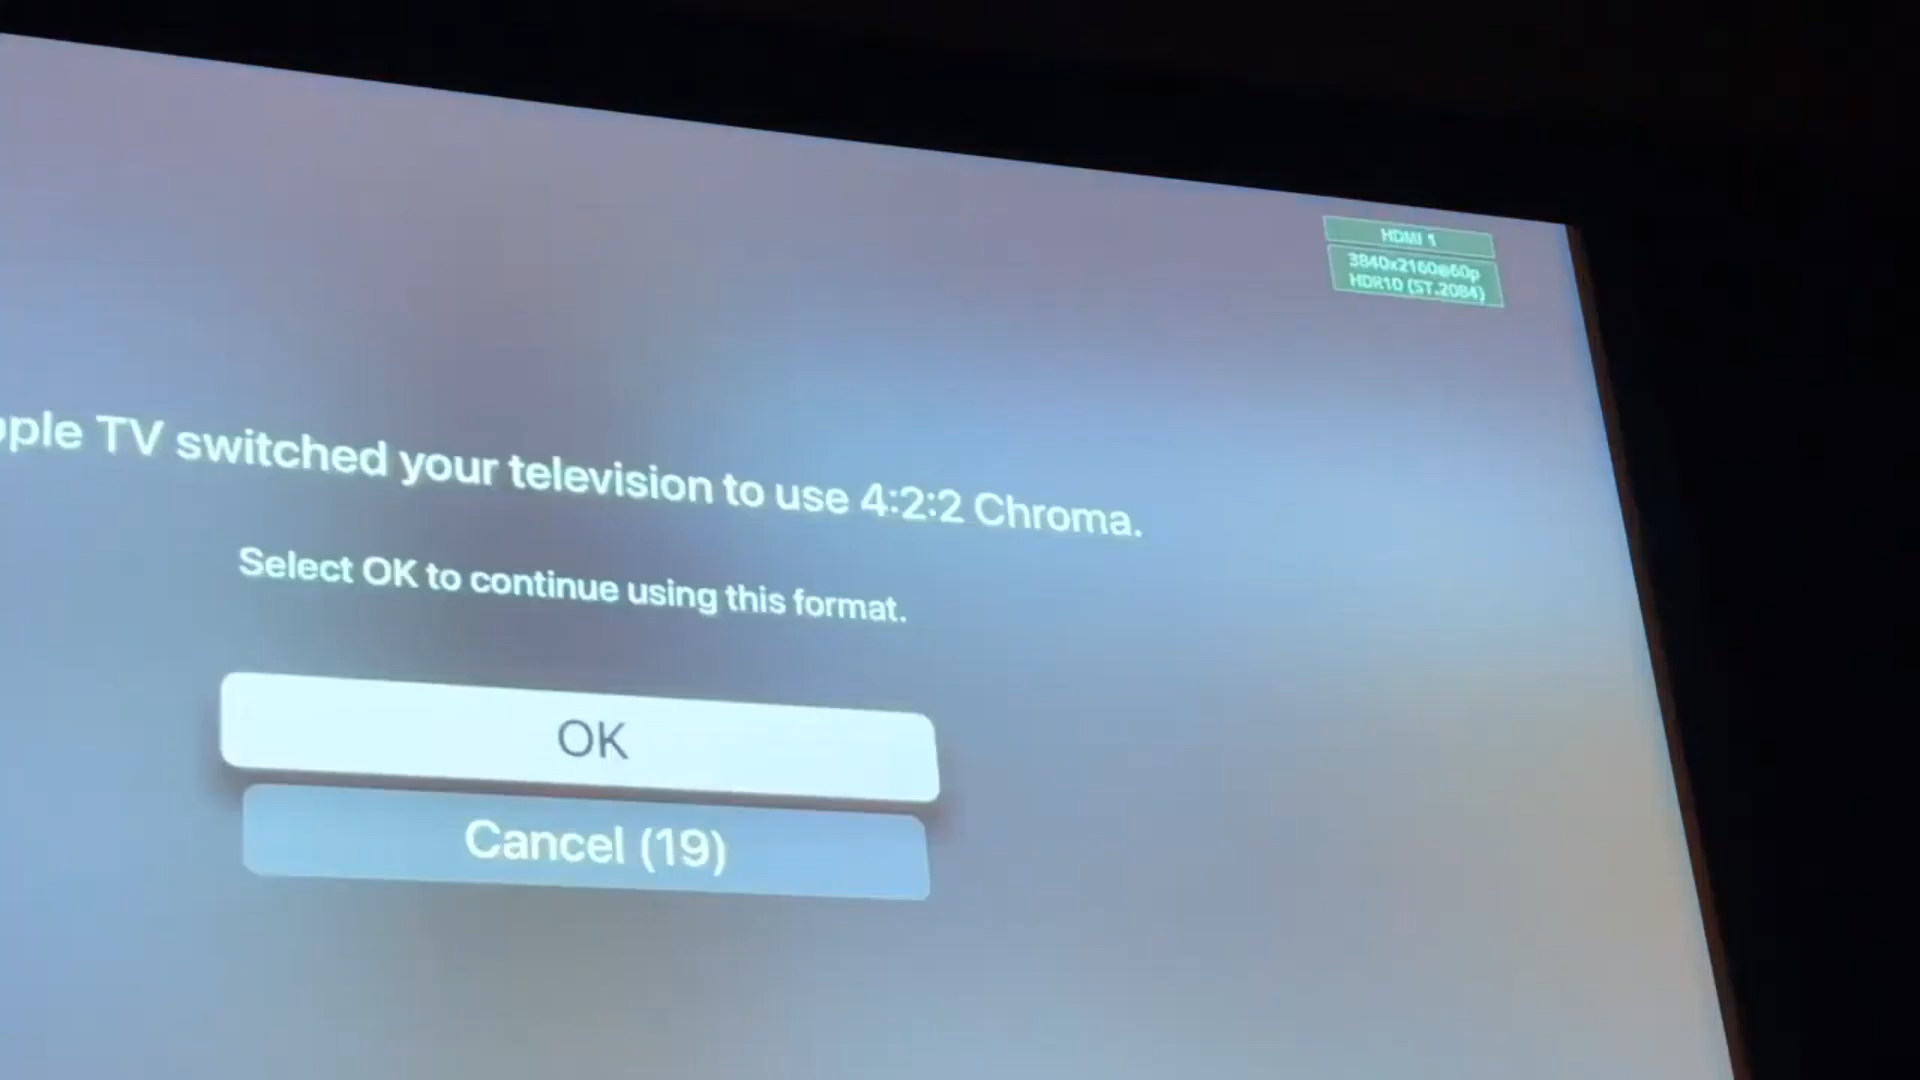 HDMI 1
3840x2160@60p
HDR10 (ST.2084)
TV switched your television to use 4:2:2 Chroma.
Select OK to continue using this format.
OK
Cancel (19)